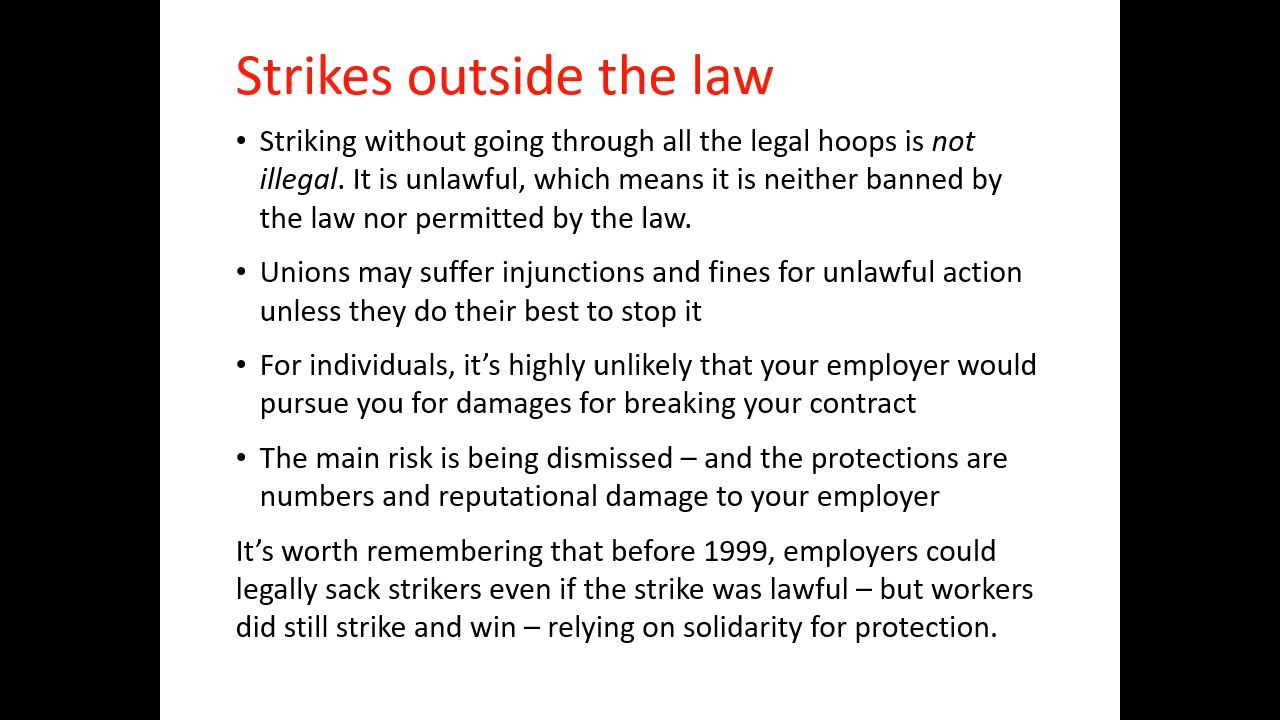 Strikes outside the law
• Striking without going through all the legal hoops is not
illegal. It is unlawful, which means it is neither banned by
the law nor permitted by the law.
• Unions may suffer injunctions and fines for unlawful action
unless they do their best to stop it
• For individuals, it’s highly unlikely that your employer would
pursue you for damages for breaking your contract
• The main risk is being dismissed – and the protections are
numbers and reputational damage to your employer
It’s worth remembering that before 1999, employers could
legally sack strikers even if the strike was lawful – but workers
did still strike and win – relying on solidarity for protection.